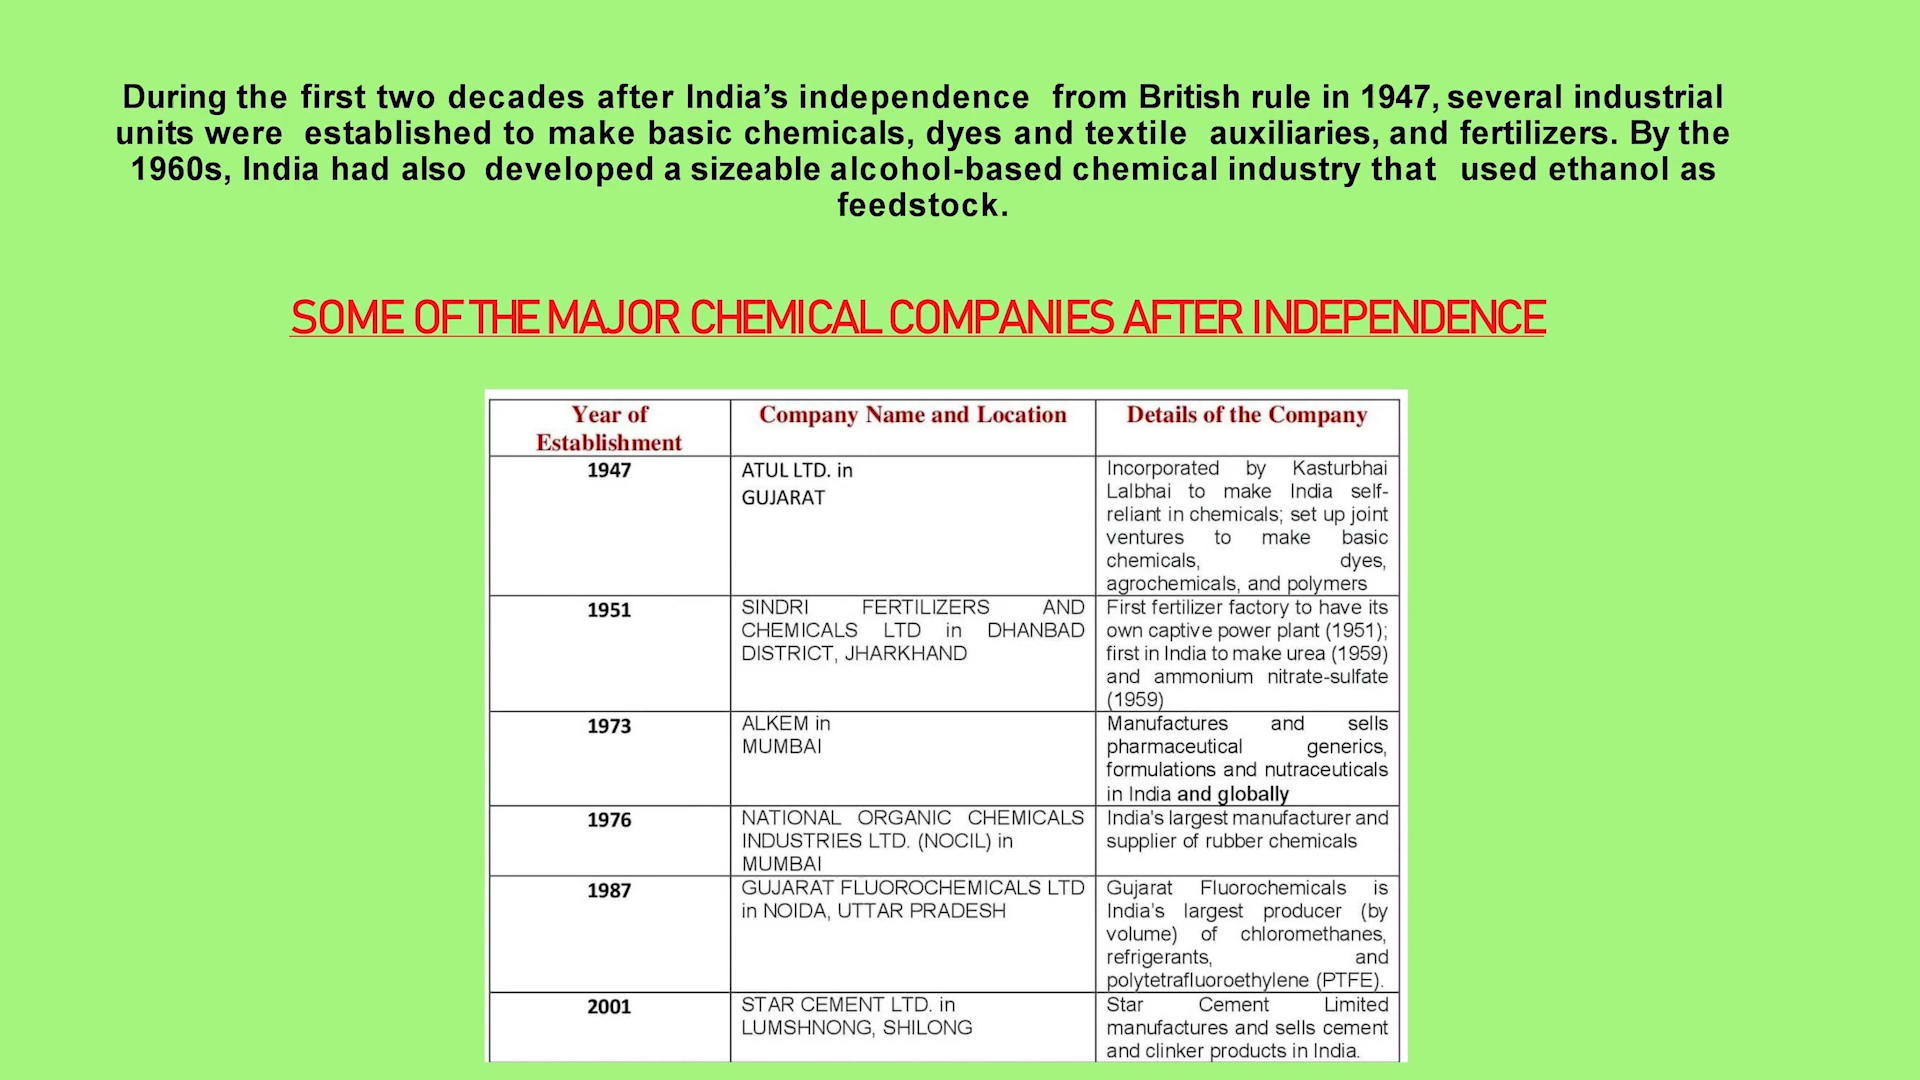 During the first two decades after India’s independence from British rule in 1947, several industrial
units were established to make basic chemicals, dyes and textile auxiliaries, and fertilizers. By the
1960s, India had also developed a sizeable alcohol-based chemical industry that used ethanol as
feedstock.
SOME OF THE MAJOR CHEMICAL COMPANIES AFTER INDEPENDENCE
Year of
Establishment
Company Name and Location
Details of the Company
1947
ATUL LTD. in
GUJARAT
Incorporated by Kasturbhai
Lalbhai to make India self-
reliant in chemicals; set up joint
ventures to make basic
chemicals, dyes,
agrochemicals, and polymers
1951
SINDRI FERTILIZERS AND
CHEMICALS LTD in DHANBAD
DISTRICT, JHARKHAND
First fertilizer factory to have its
own captive power plant (1951);
first in India to make urea (1959)
and ammonium nitrate-sulfate
(1959)
1973
ALKEM in
MUMBAI
Manufactures and sells
pharmaceutical generics,
formulations and nutraceuticals
in India and globally
1976
NATIONAL ORGANIC CHEMICALS
INDUSTRIES LTD. (NOCIL) in
MUMBAI
India's largest manufacturer and
supplier of rubber chemicals
1987
GUJARAT FLUOROCHEMICALS LTD
in NOIDA, UTTAR PRADESH
Gujarat Fluorochemicals is
India's largest producer (by
volume) of chloromethanes,
refrigerants, and
polytetrafluoroethylene (PTFE).
2001
STAR CEMENT LTD. in
LUMSHNONG, SHILONG
Star Cement Limited
manufactures and sells cement
and clinker products in India.